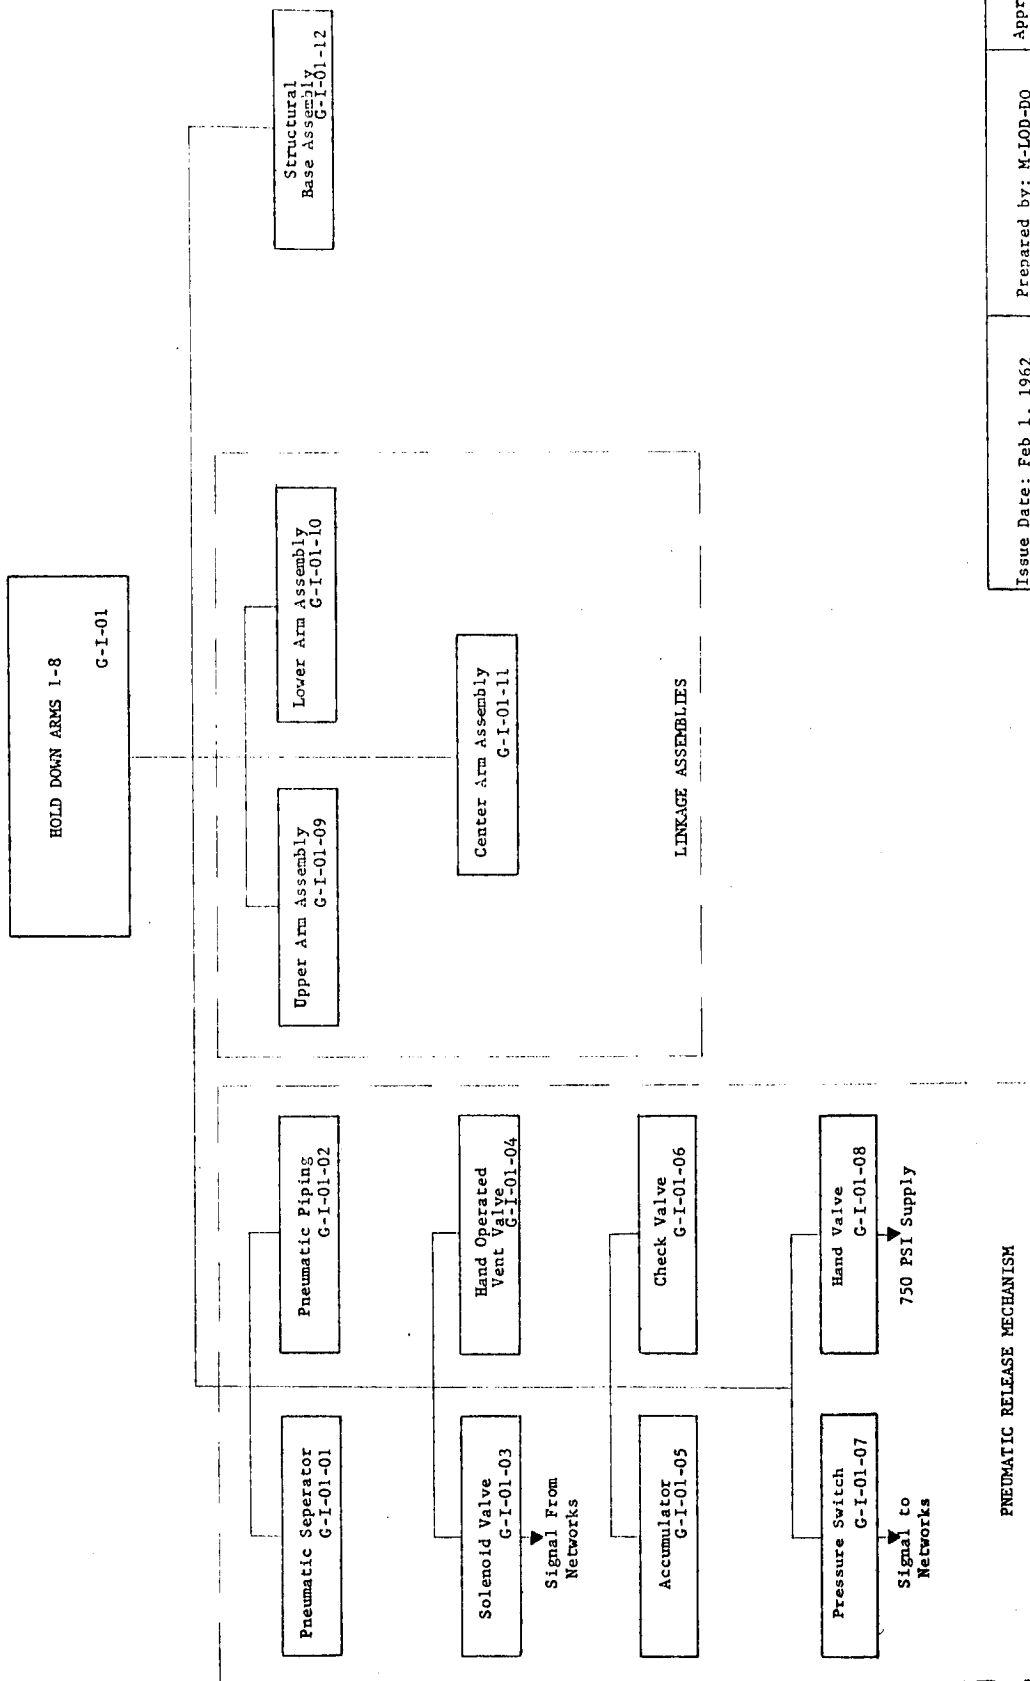 HOLD DOWN ARMS 1-8
G-I-01
Pneumatic Seperator
G-I-01-01
Pneumatic Piping
G-I-01-02
Solenoid Valve
G-I-01-03
Signal From
Networks
Hand Operated
Vent Valve
G-I-01-04
Accumulator
G-I-01-05
Check Valve
G-I-01-06
Pressure Switch
G-I-01-07
Signal to
Networks
Hand Valve
G-I-01-08
750 PSI Supply
PNEUMATIC RELEASE MECHANISM
Upper Arm Assembly
G-I-01-09
Lower Arm Assembly
G-I-01-10
Center Arm Assembly
G-I-01-11
LINKAGE ASSEMBLIES
Structural
Base Assembly
G-I-01-12
Issue Date: Feb 1, 1962
Prepared by: M-LOD-DO